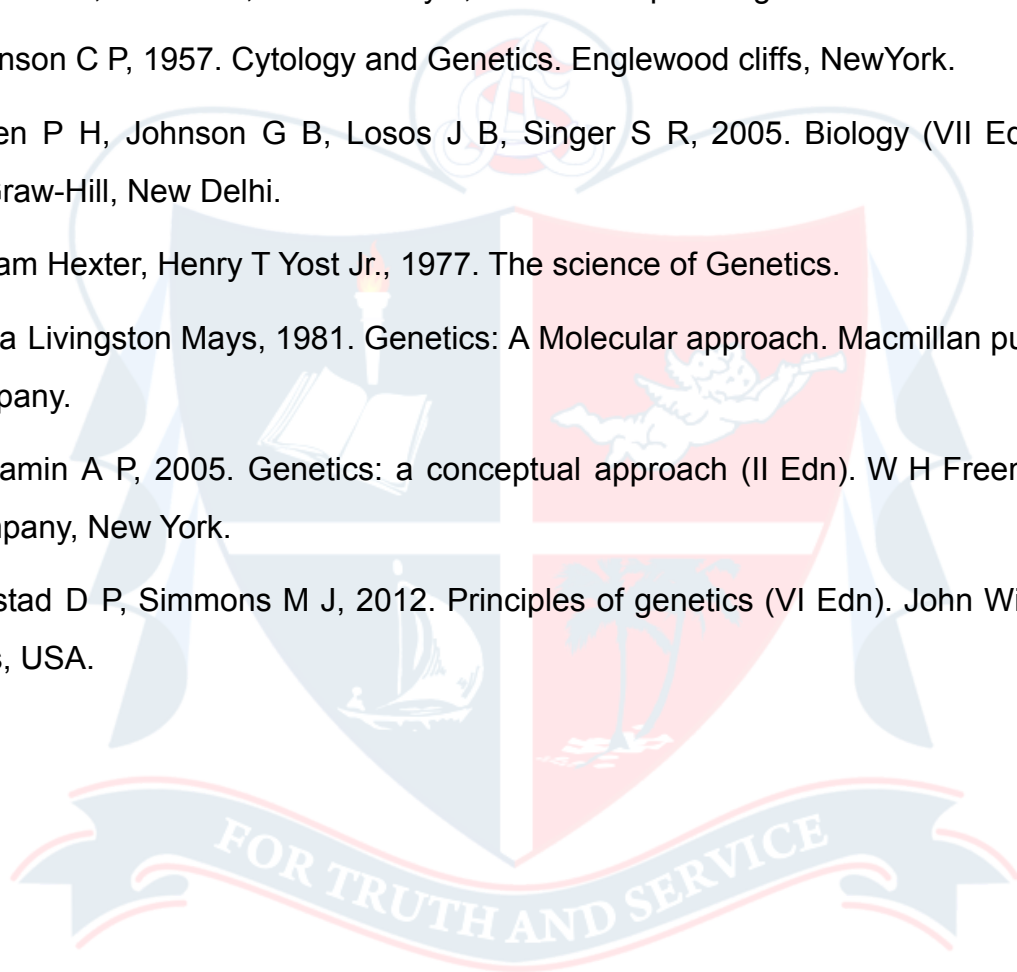 nson C P, 1957. Cytology and Genetics. Englewood cliffs, NewYork.
en P H, Johnson G B, Losos J B, Singer S R, 2005. Biology (VII Ed
raw-Hill, New Delhi.
am Hexter, Henry T Yost Jr., 1977. The science of Genetics.
a Livingston Mays, 1981. Genetics: A Molecular approach. Macmillan pu
pany.
amin A P, 2005. Genetics: a conceptual approach (II Edn). W H Freer
pany, New York.
stad D P, Simmons M J, 2012. Principles of genetics (VI Edn). John Wi
s, USA.
FOR TRUTH AND SERVICE